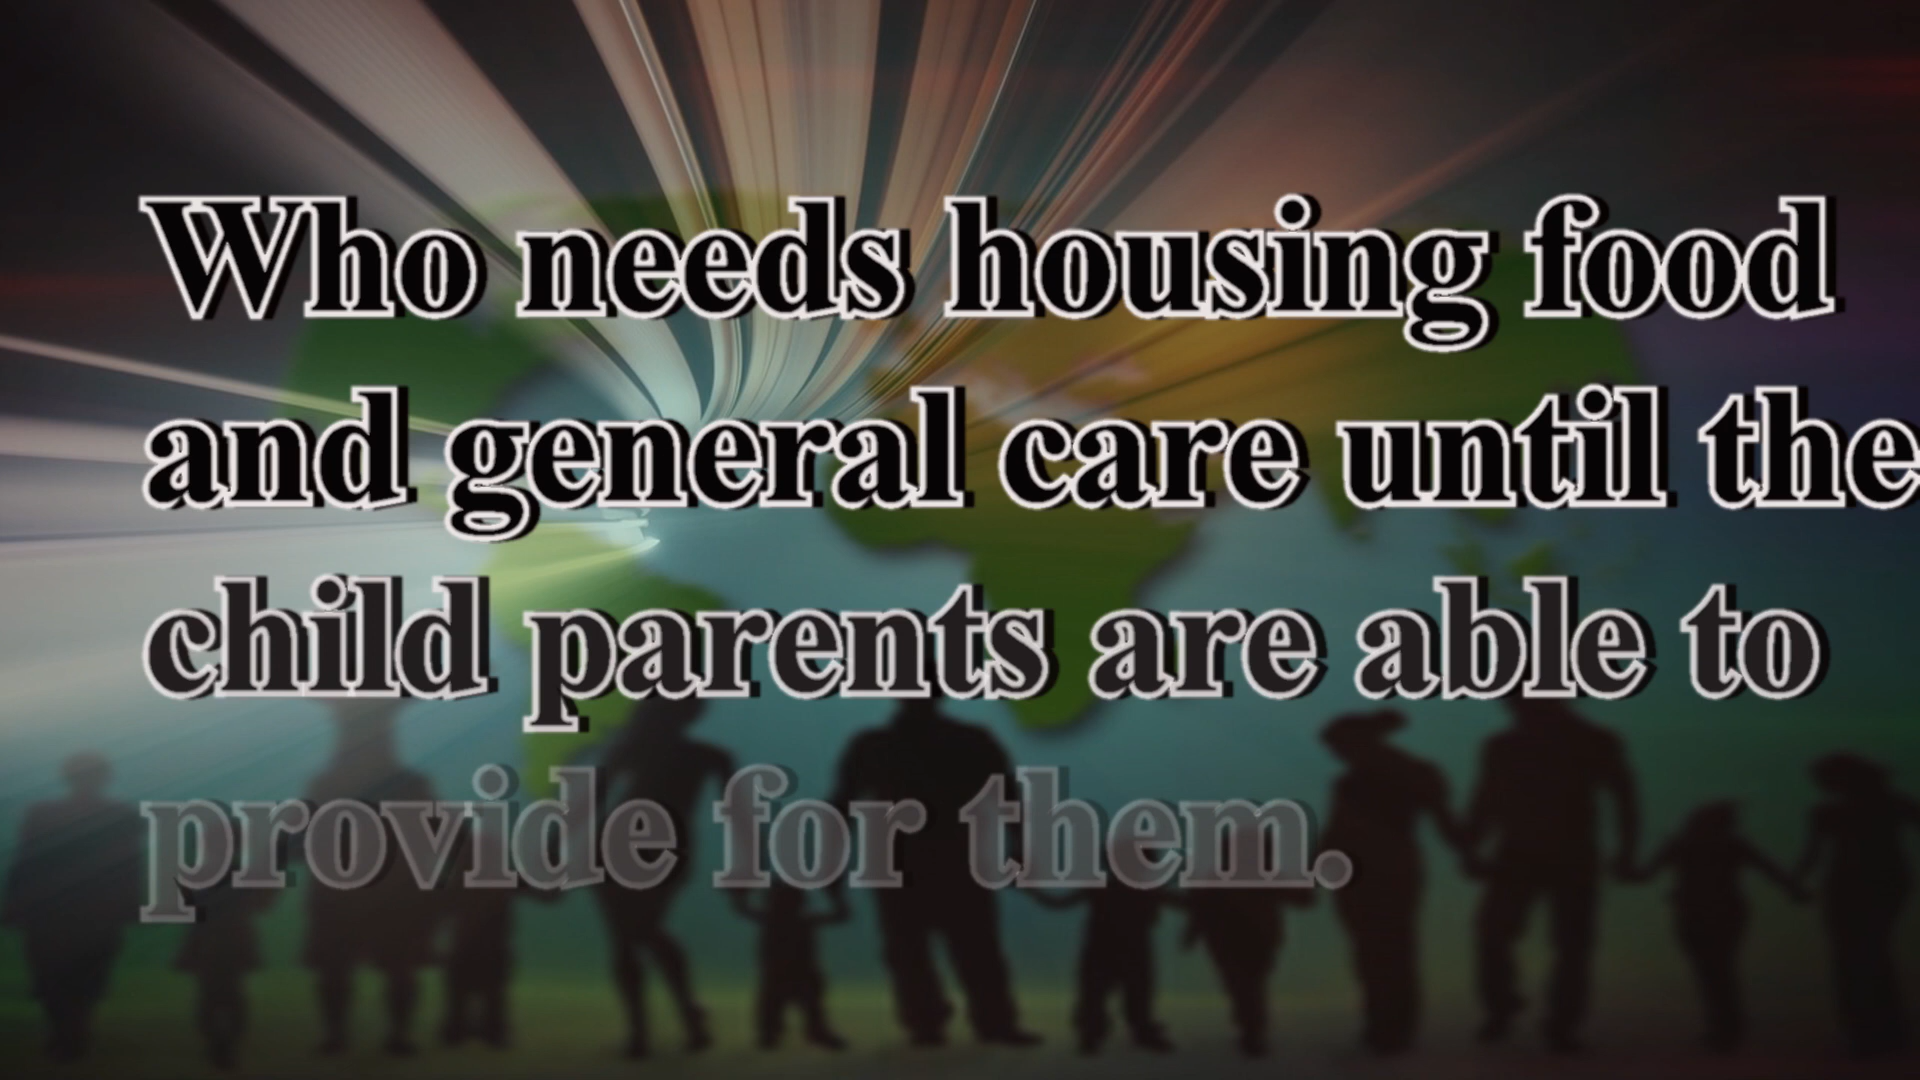 Who needs housing food
and general care until the
child parents are able to
provide for them.